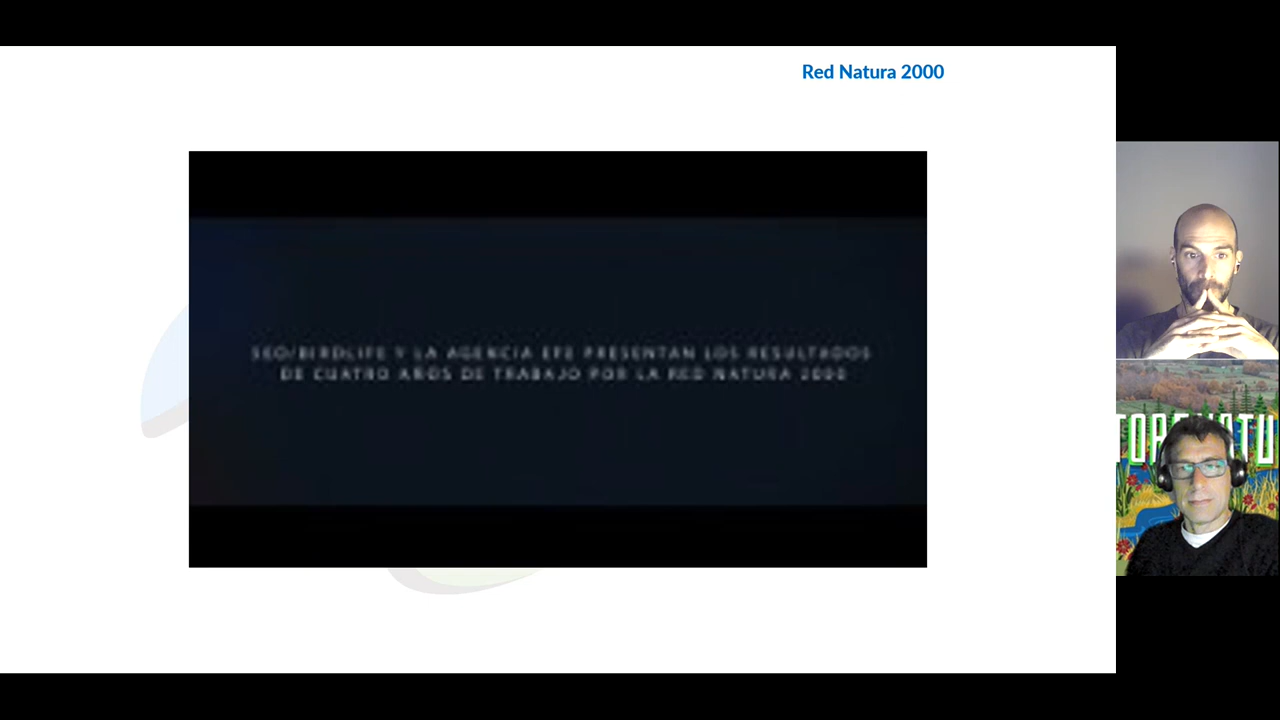 Red Natura 2000
SEO/BIRDLIFE Y LA AGENCIA EFE PRESENTAN LOS RESULTADOS
DE CUATRO AÑOS DE TRABAJO POR LA RED NATURA 2000